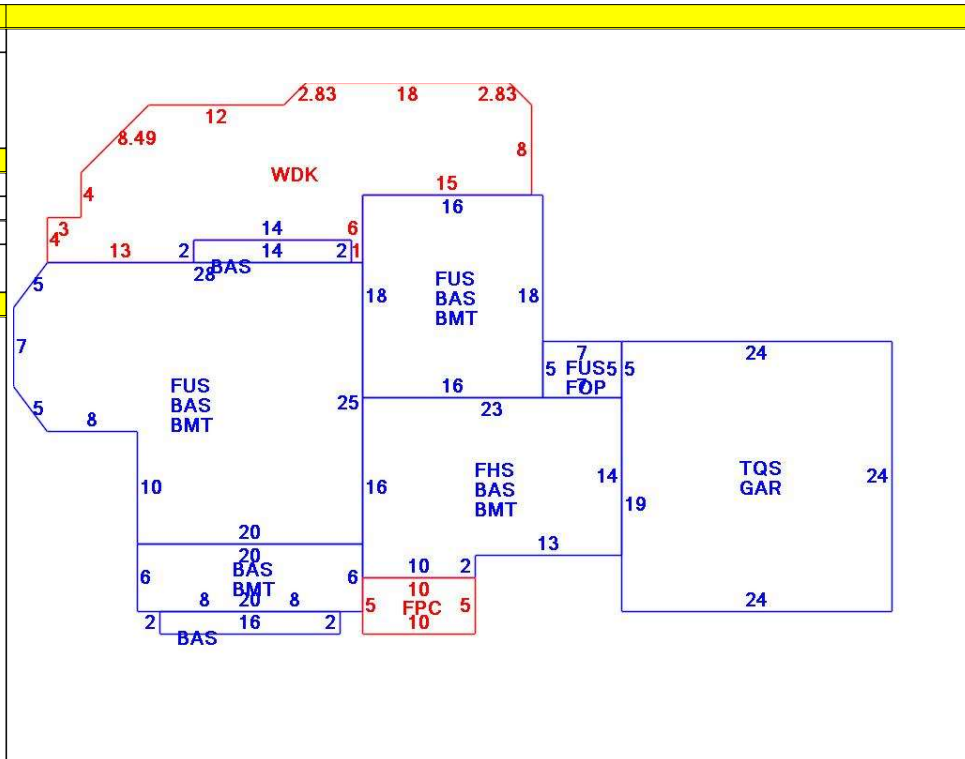 2.83 18 2.83
12
8.49
8
WDK
15
4
16
3
14 6
4
13 2 14 2 1
BAS
28
5
FUS
BAS
BMT
18 18
7
7 24
5 FUS 5 5
FOP
7
16
FUS
BAS
BMT
25
23
5
8
FHS
BAS
BMT
14
TQS
GAR
24
10
16
19
20
13
20
BAS
BMT
6 6
10 2
10
8 20 8
5 FPC 5
24
2 16 2
10
BAS